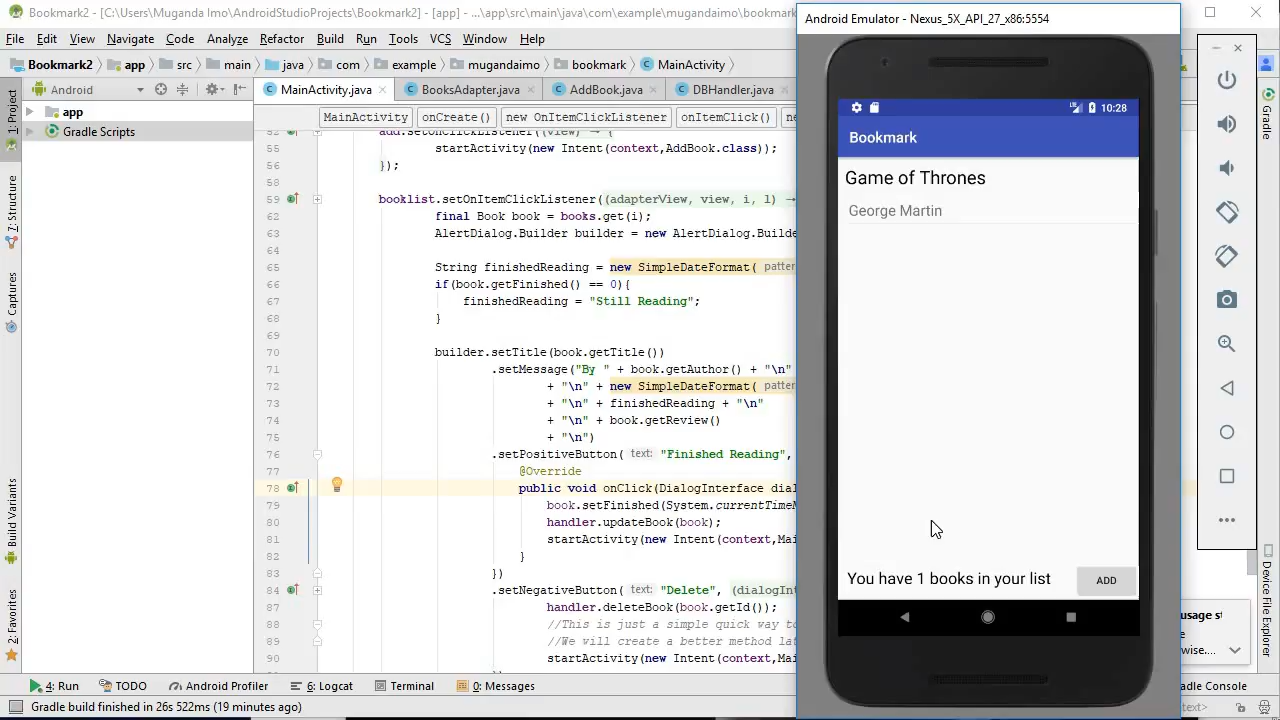 Bookmark2 - [C:\Users\Muganda Imo\AndroidStudioProjects\Bookmark2] - [app] - ...\app\src\main\java\com\example\mugandaimo\bookmark
File Edit View Navigate Code Analyze Refactor Build Run Tools VCS Window Help
Bookmark2 app src main java com example mugandaimo bookmark MainActivity
Android
MainActivity.java BooksAdapter.java AddBook.java DBHandler.java
MainActivity onCreate() new OnItemClickListener onItemClick()
app
Gradle Scripts
55 startActivity(new Intent(context,AddBook.class));
56 });
58
59 booklist.setOnItemClickListener((adapterView, view, i, l) →
62 final Book book = books.get(i);
63 AlertDialog.Builder builder = new AlertDialog.Builde
64
65 String finishedReading = new SimpleDateFormat( patter
66 if(book.getFinished() == 0){
67 finishedReading = "Still Reading";
68 }
69
70 builder.setTitle(book.getTitle())
71 .setMessage("By " + book.getAuthor() + "\n"
72 + "\n" + new SimpleDateFormat(
73 + "\n" + finishedReading + "\n"
74 + "\n" + book.getReview()
75 + "\n")
76 .setPositiveButton( text: "Finished Reading",
77 @Override
78 public void onClick(DialogInterface dial
79 book.setFinished(System.currentTimeM
80 handler.updateBook(book);
81 startActivity(new Intent(context,Mai
82 }
83 })
84 .setNegativeButton( text: "Delete", (dialogInt
87 handler.deleteBook(book.getId());
88 //This is just a simple quick way to
89 //We will create a better method lat
90 startActivity(new Intent(context,Mai
1: Project
7: Structure
Captures
Build Variants
2: Favorites
Android Emulator - Nexus_5X_API_27_x86:5554
LTE 10:28
Bookmark
Game of Thrones
George Martin
You have 1 books in your list
ADD
Gradle
Device File Explorer
usage st
e
wise....
4: Run TODO Android Profiler 6: Logcat Terminal 0: Messages
radle Console
Gradle build finished in 26s 522ms (19 minutes ago)
text>